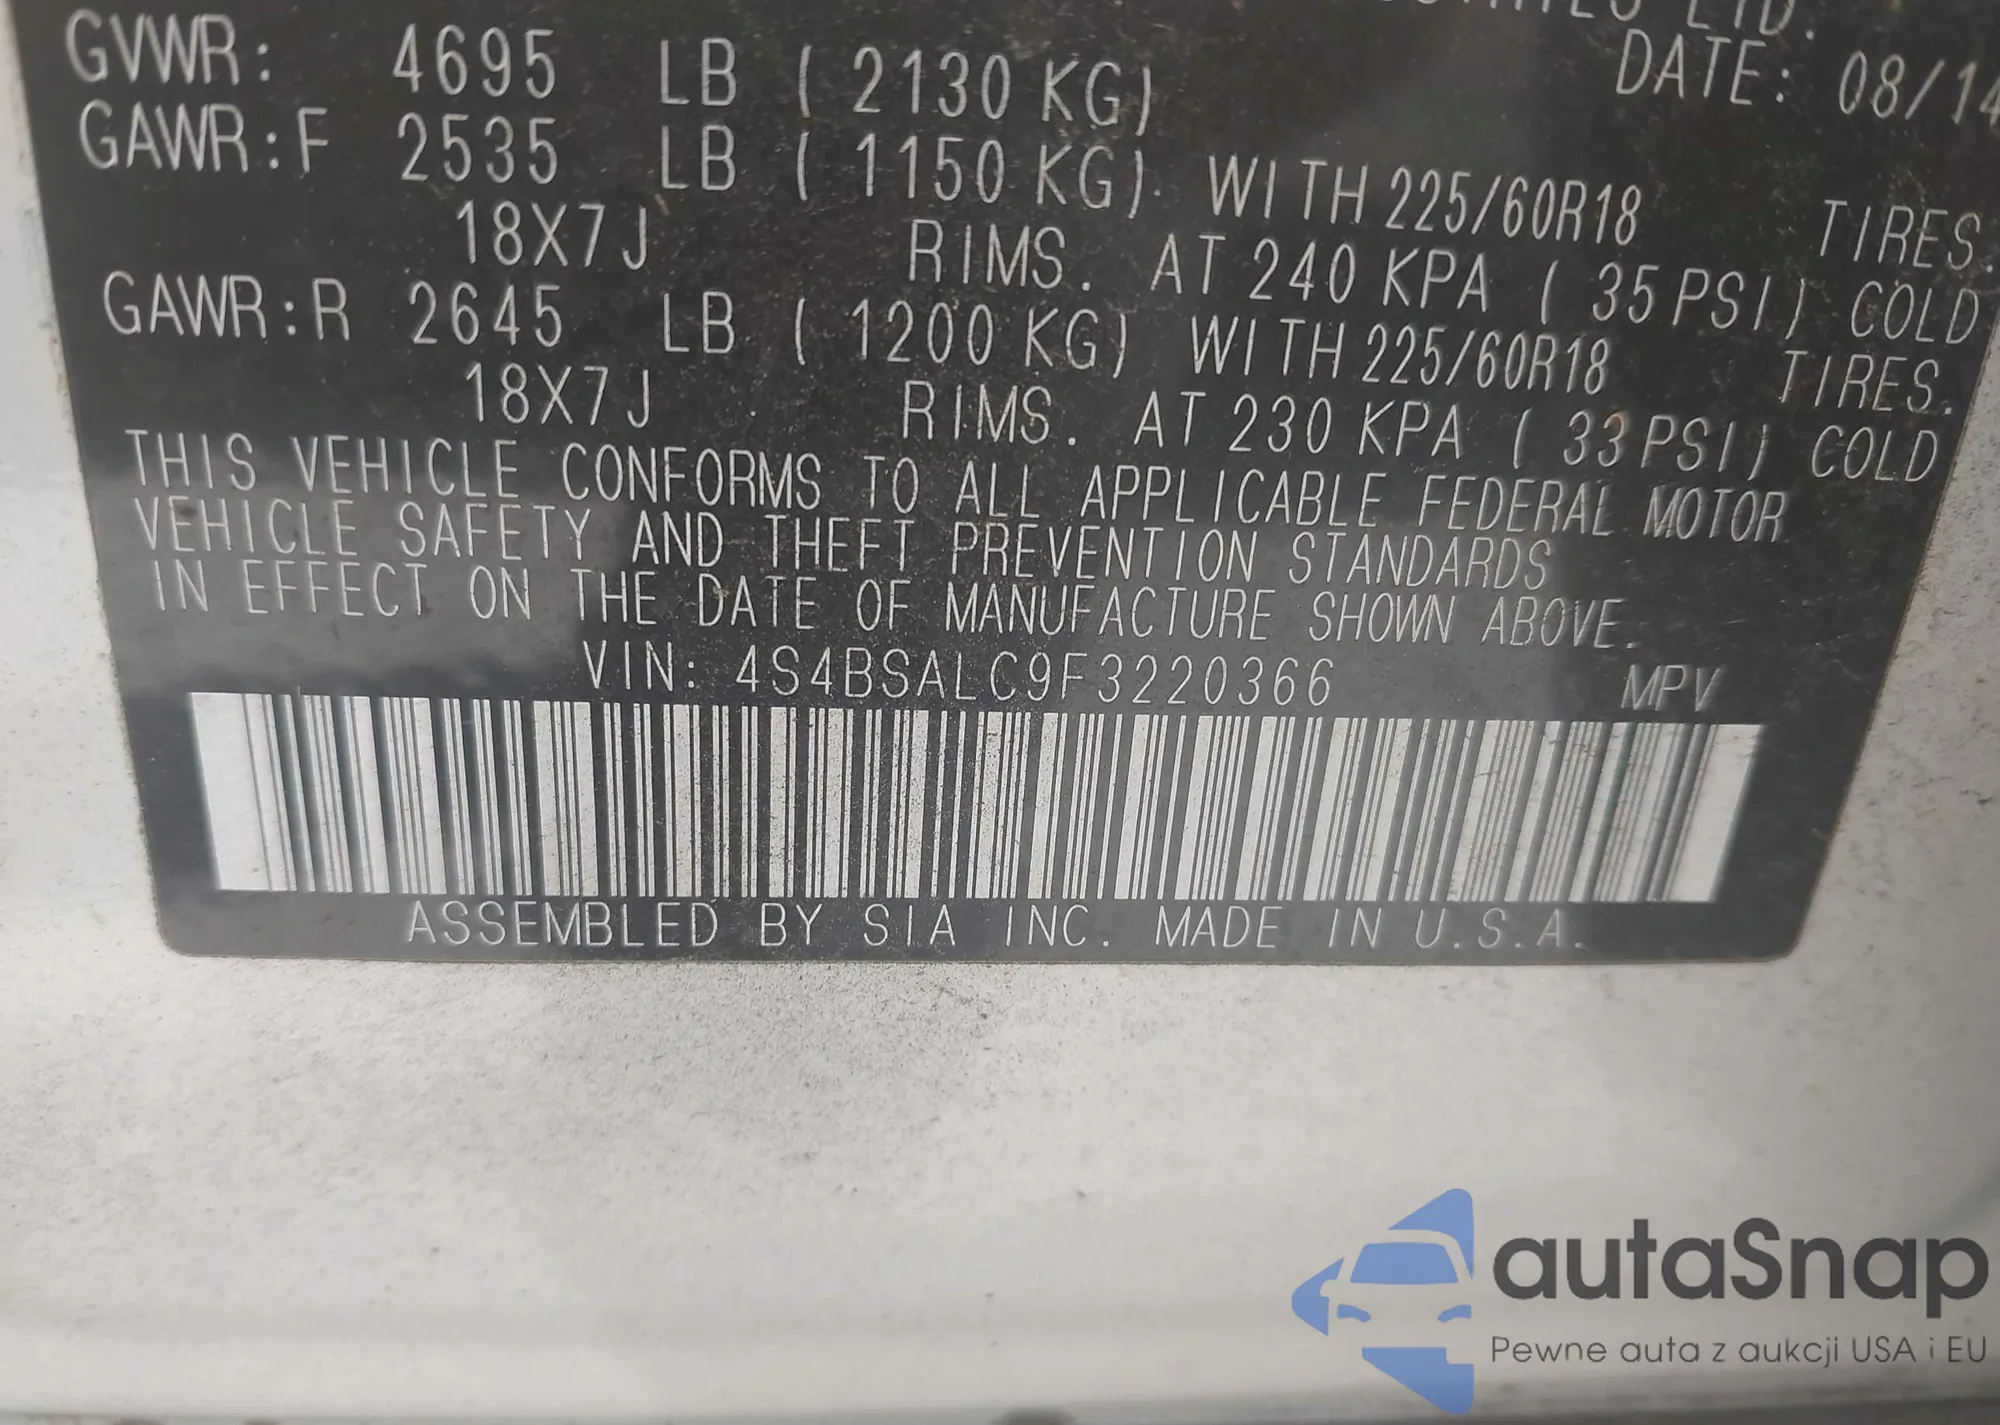 LTD.
DATE: 08/14
GVWR: 4695 LB ( 2130 KG)
GAWR:F 2535 LB ( 1150 KG) WITH 225/60R18 TIRES.
18X7J RIMS. AT 240 KPA ( 35 PSI) COLD
GAWR:R 2645 LB ( 1200 KG) WITH 225/60R18 TIRES.
18X7J RIMS. AT 230 KPA ( 33 PSI) COLD
THIS VEHICLE CONFORMS TO ALL APPLICABLE FEDERAL MOTOR
VEHICLE SAFETY AND THEFT PREVENTION STANDARDS
IN EFFECT ON THE DATE OF MANUFACTURE SHOWN ABOVE.
VIN: 4S4BSALC9F3220366 MPV
ASSEMBLED BY SIA INC. MADE IN U.S.A.
autaSnap
Pewne auta z aukcji USA i EU